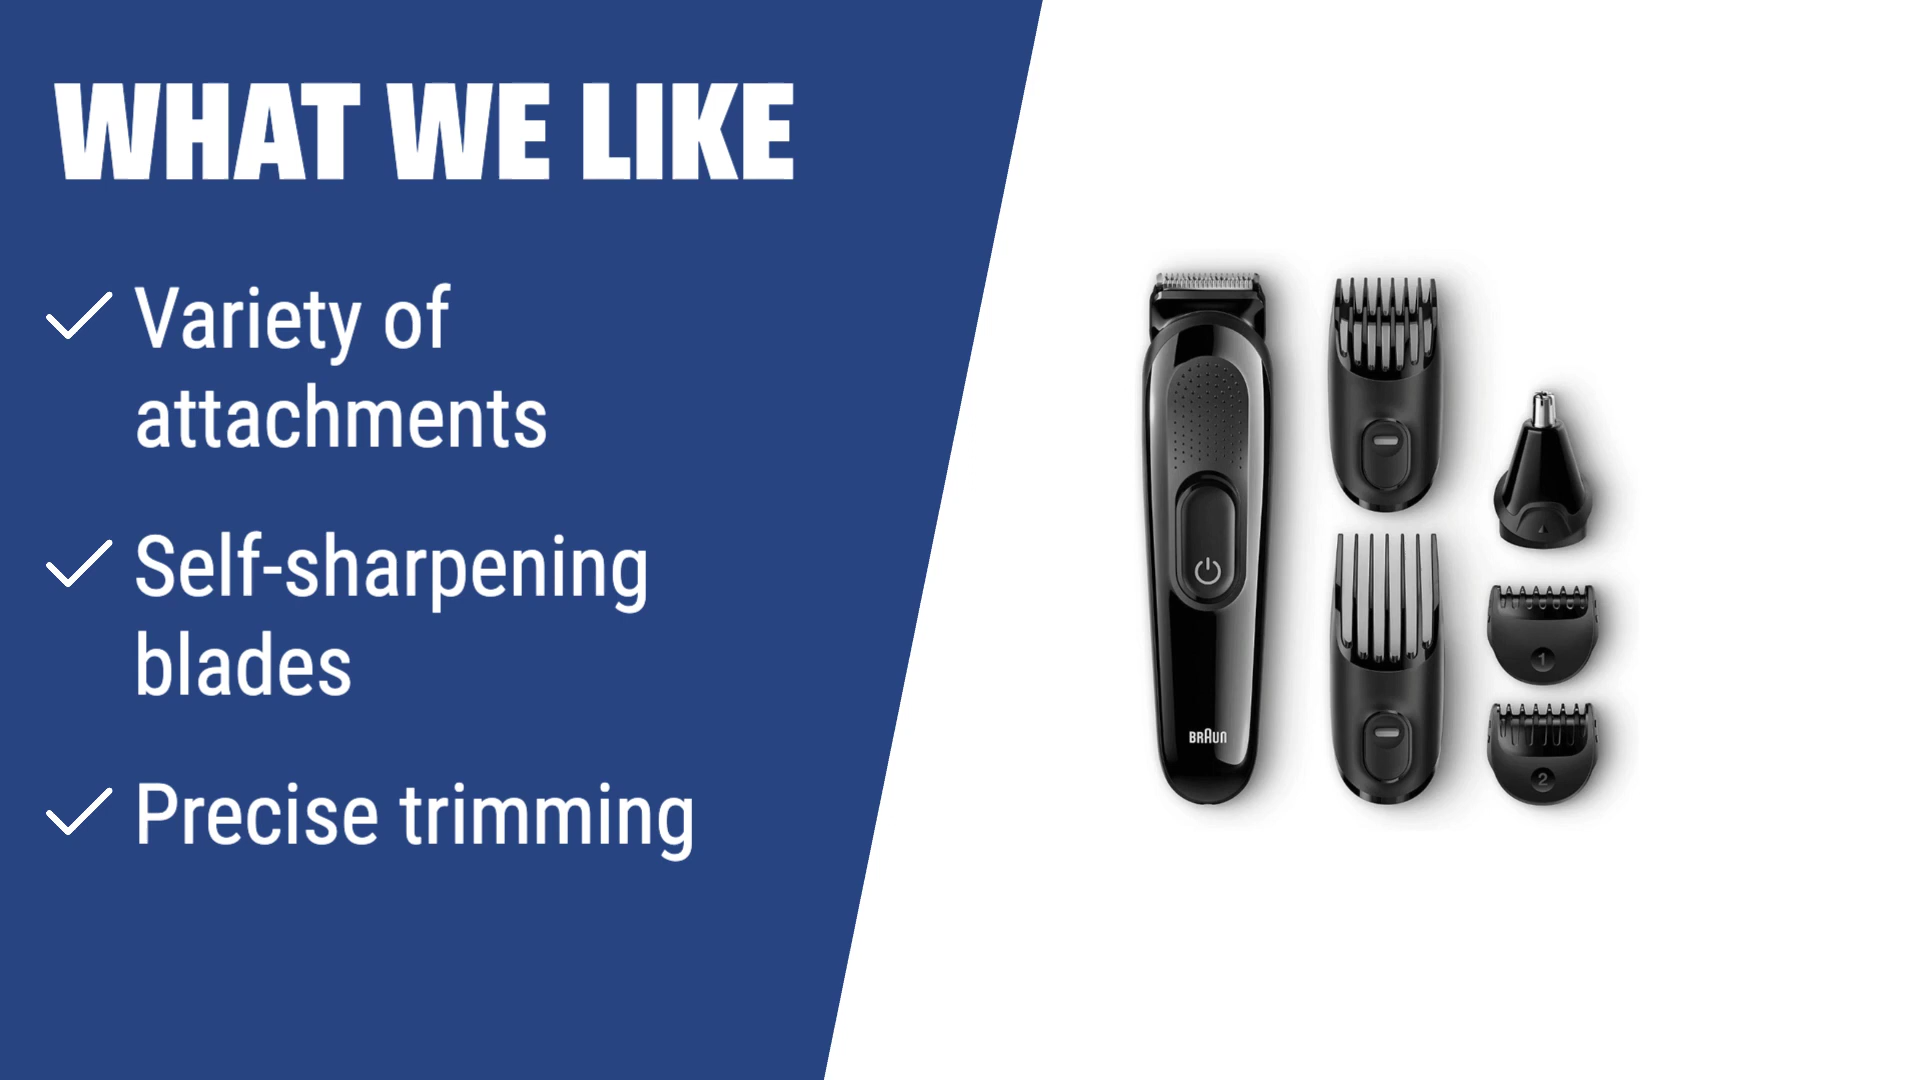 WHAT WE LIKE
Variety of
attachments
Self-sharpening
blades
Precise trimming
BRAUN
1
2